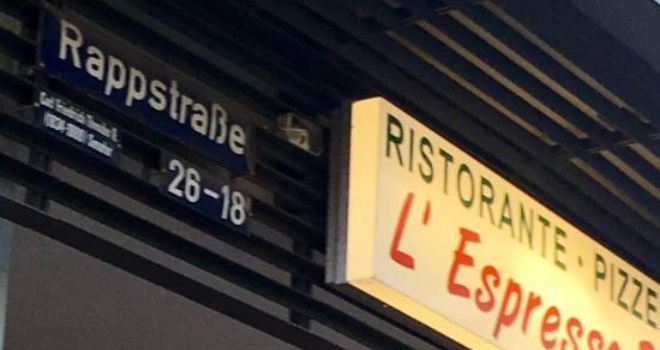 Rappstraße
26-18
RISTORANTE · PIZZE
L' Espresso